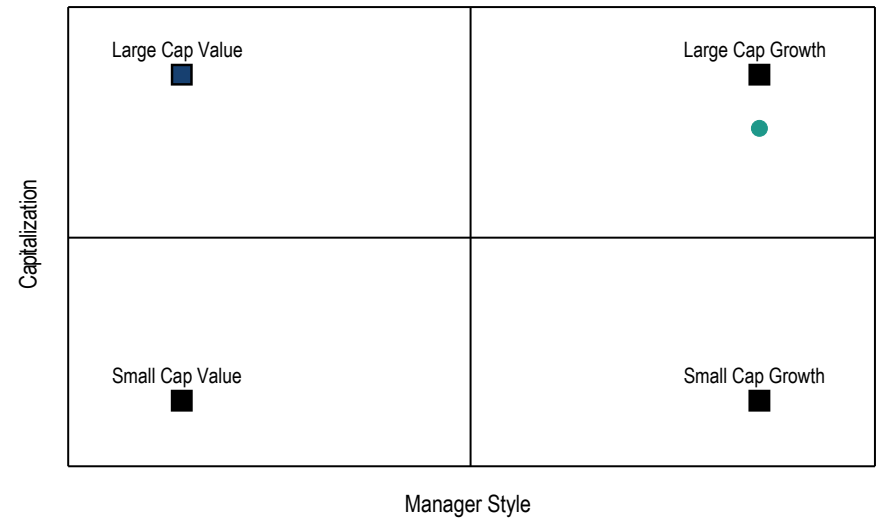 Large Cap Value
Large Cap Growth
Capitalization
Small Cap Value
Small Cap Growth
Manager Style